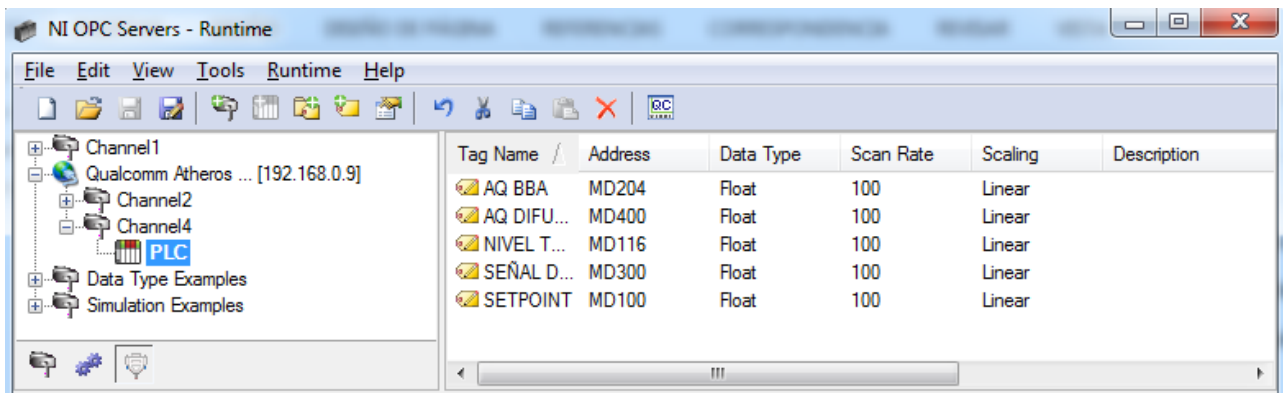 NI OPC Servers - Runtime
File Edit View Tools Runtime Help
Channel1
Qualcomm Atheros ... [192.168.0.9]
Channel2
Channel4
PLC
Data Type Examples
Simulation Examples
Tag Name Address Data Type Scan Rate Scaling Description
AQ BBA MD204 Float 100 Linear
AQ DIFU... MD400 Float 100 Linear
NIVEL T... MD116 Float 100 Linear
SEÑAL D... MD300 Float 100 Linear
SETPOINT MD100 Float 100 Linear